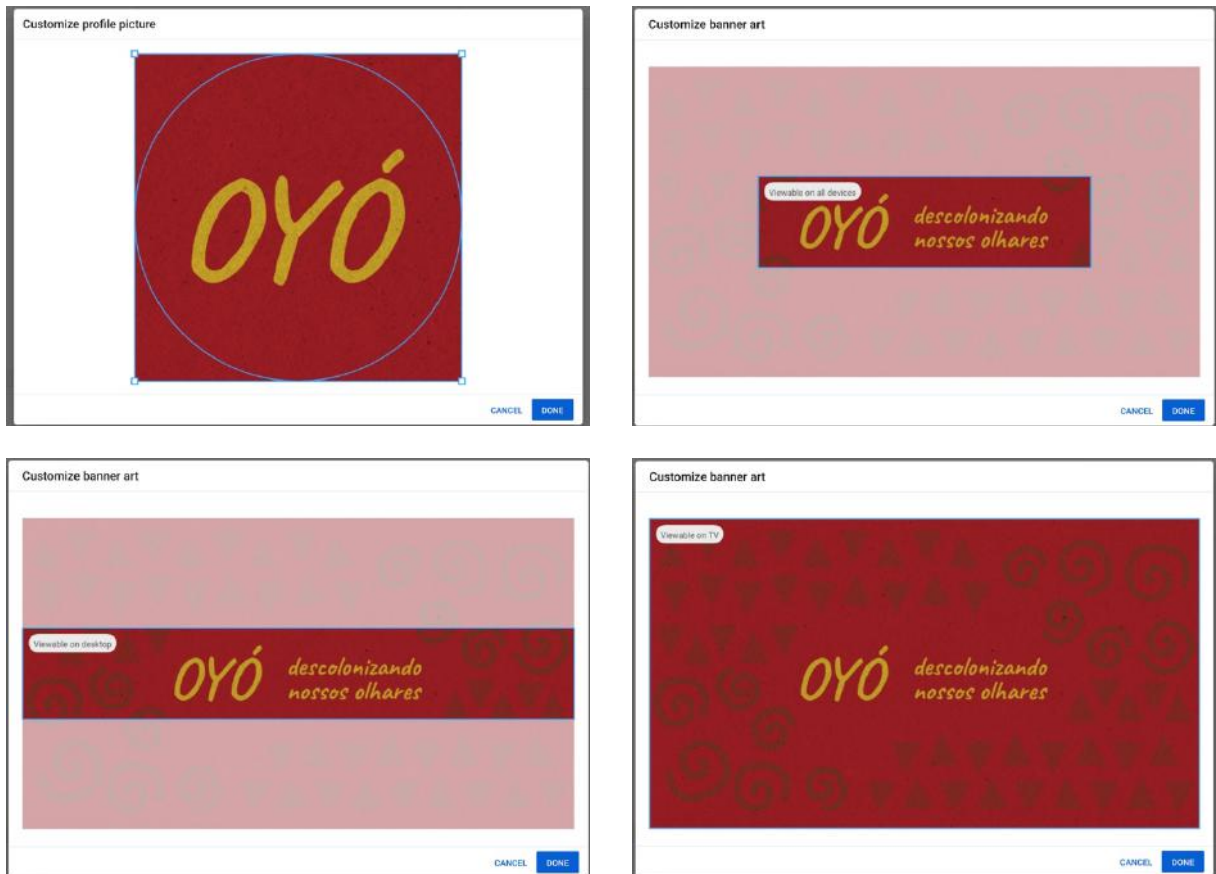 Customize profile picture
OYÓ
CANCEL DONE
Customize banner art
Viewable on all devices
OYÓ
descolonizando
nossos olhares
CANCEL DONE
Customize banner art
Viewable on desktop
OYÓ
descolonizando
nossos olhares
CANCEL DONE
Customize banner art
Viewable on TV
OYÓ
descolonizando
nossos olhares
CANCEL DONE